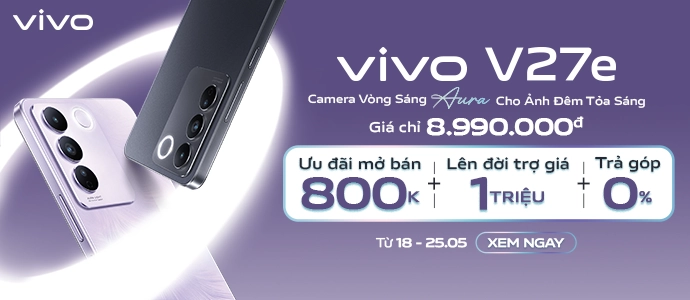 vivo
vivo V27e
Camera Vòng Sáng Aura Cho Ảnh Đêm Tỏa Sáng
Giá chỉ 8.990.000đ
Ưu đãi mở bán + Lên đời trợ giá + Trả góp
800K 1 TRIỆU 0%
Từ 18 - 25.05 XEM NGAY